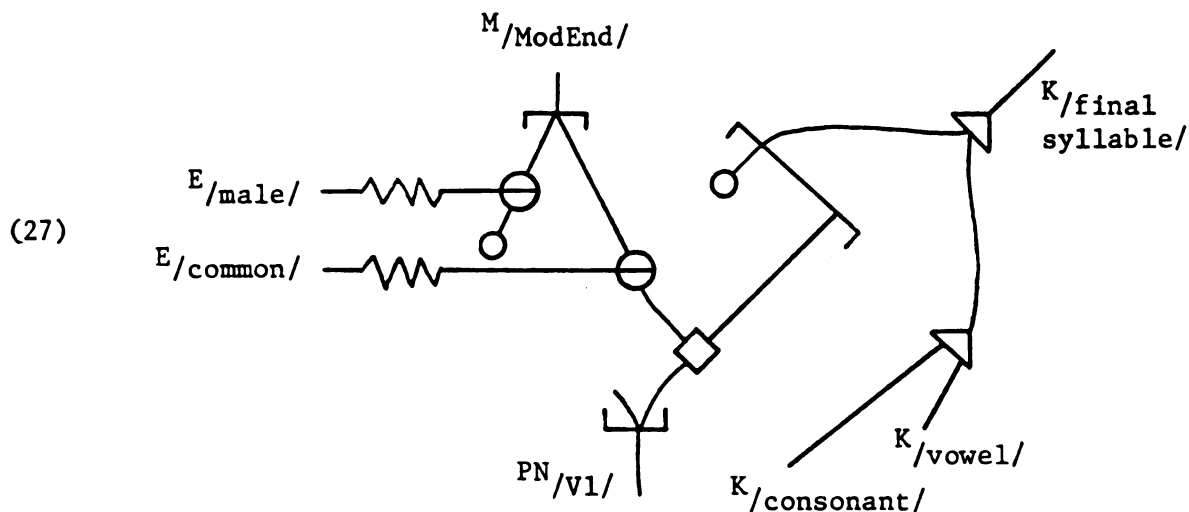 M/ModEnd/
K/final
syllable/
E/male/
(27)
E/common/
K/vowel/
PN/V1/
K/consonant/